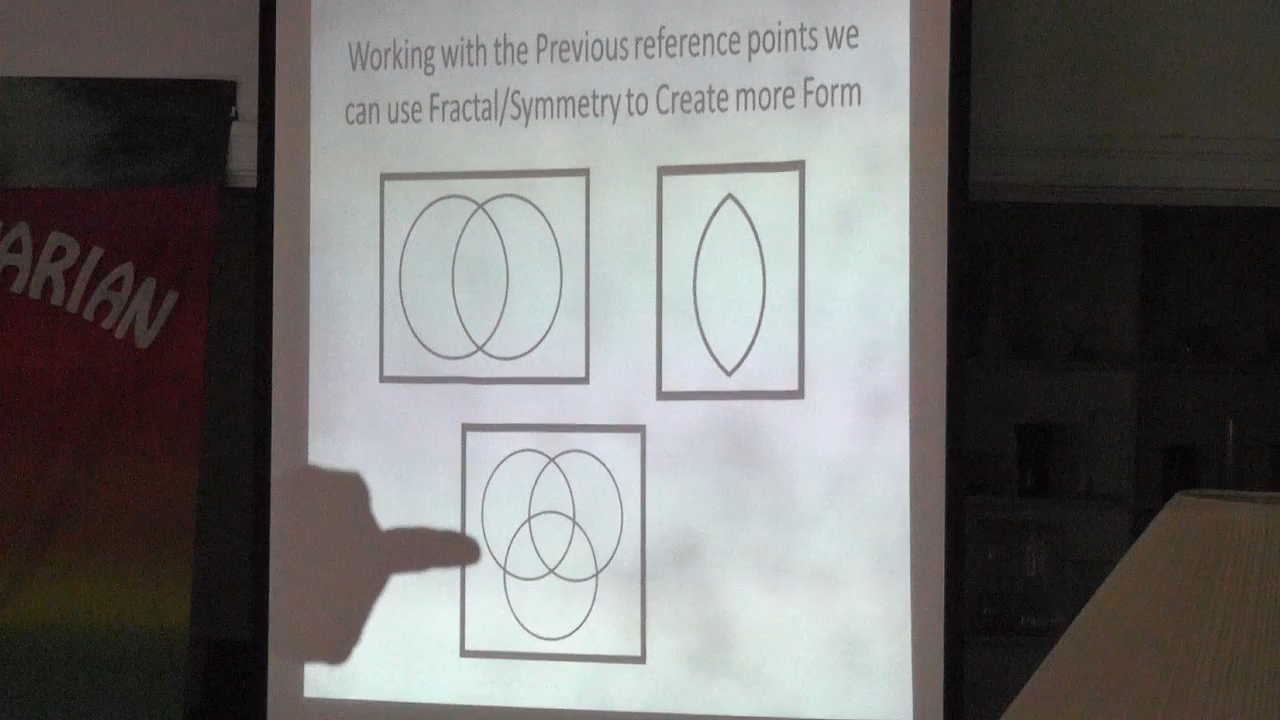 Working with the Previous reference points we
can use Fractal/Symmetry to Create more Form
ARIAN